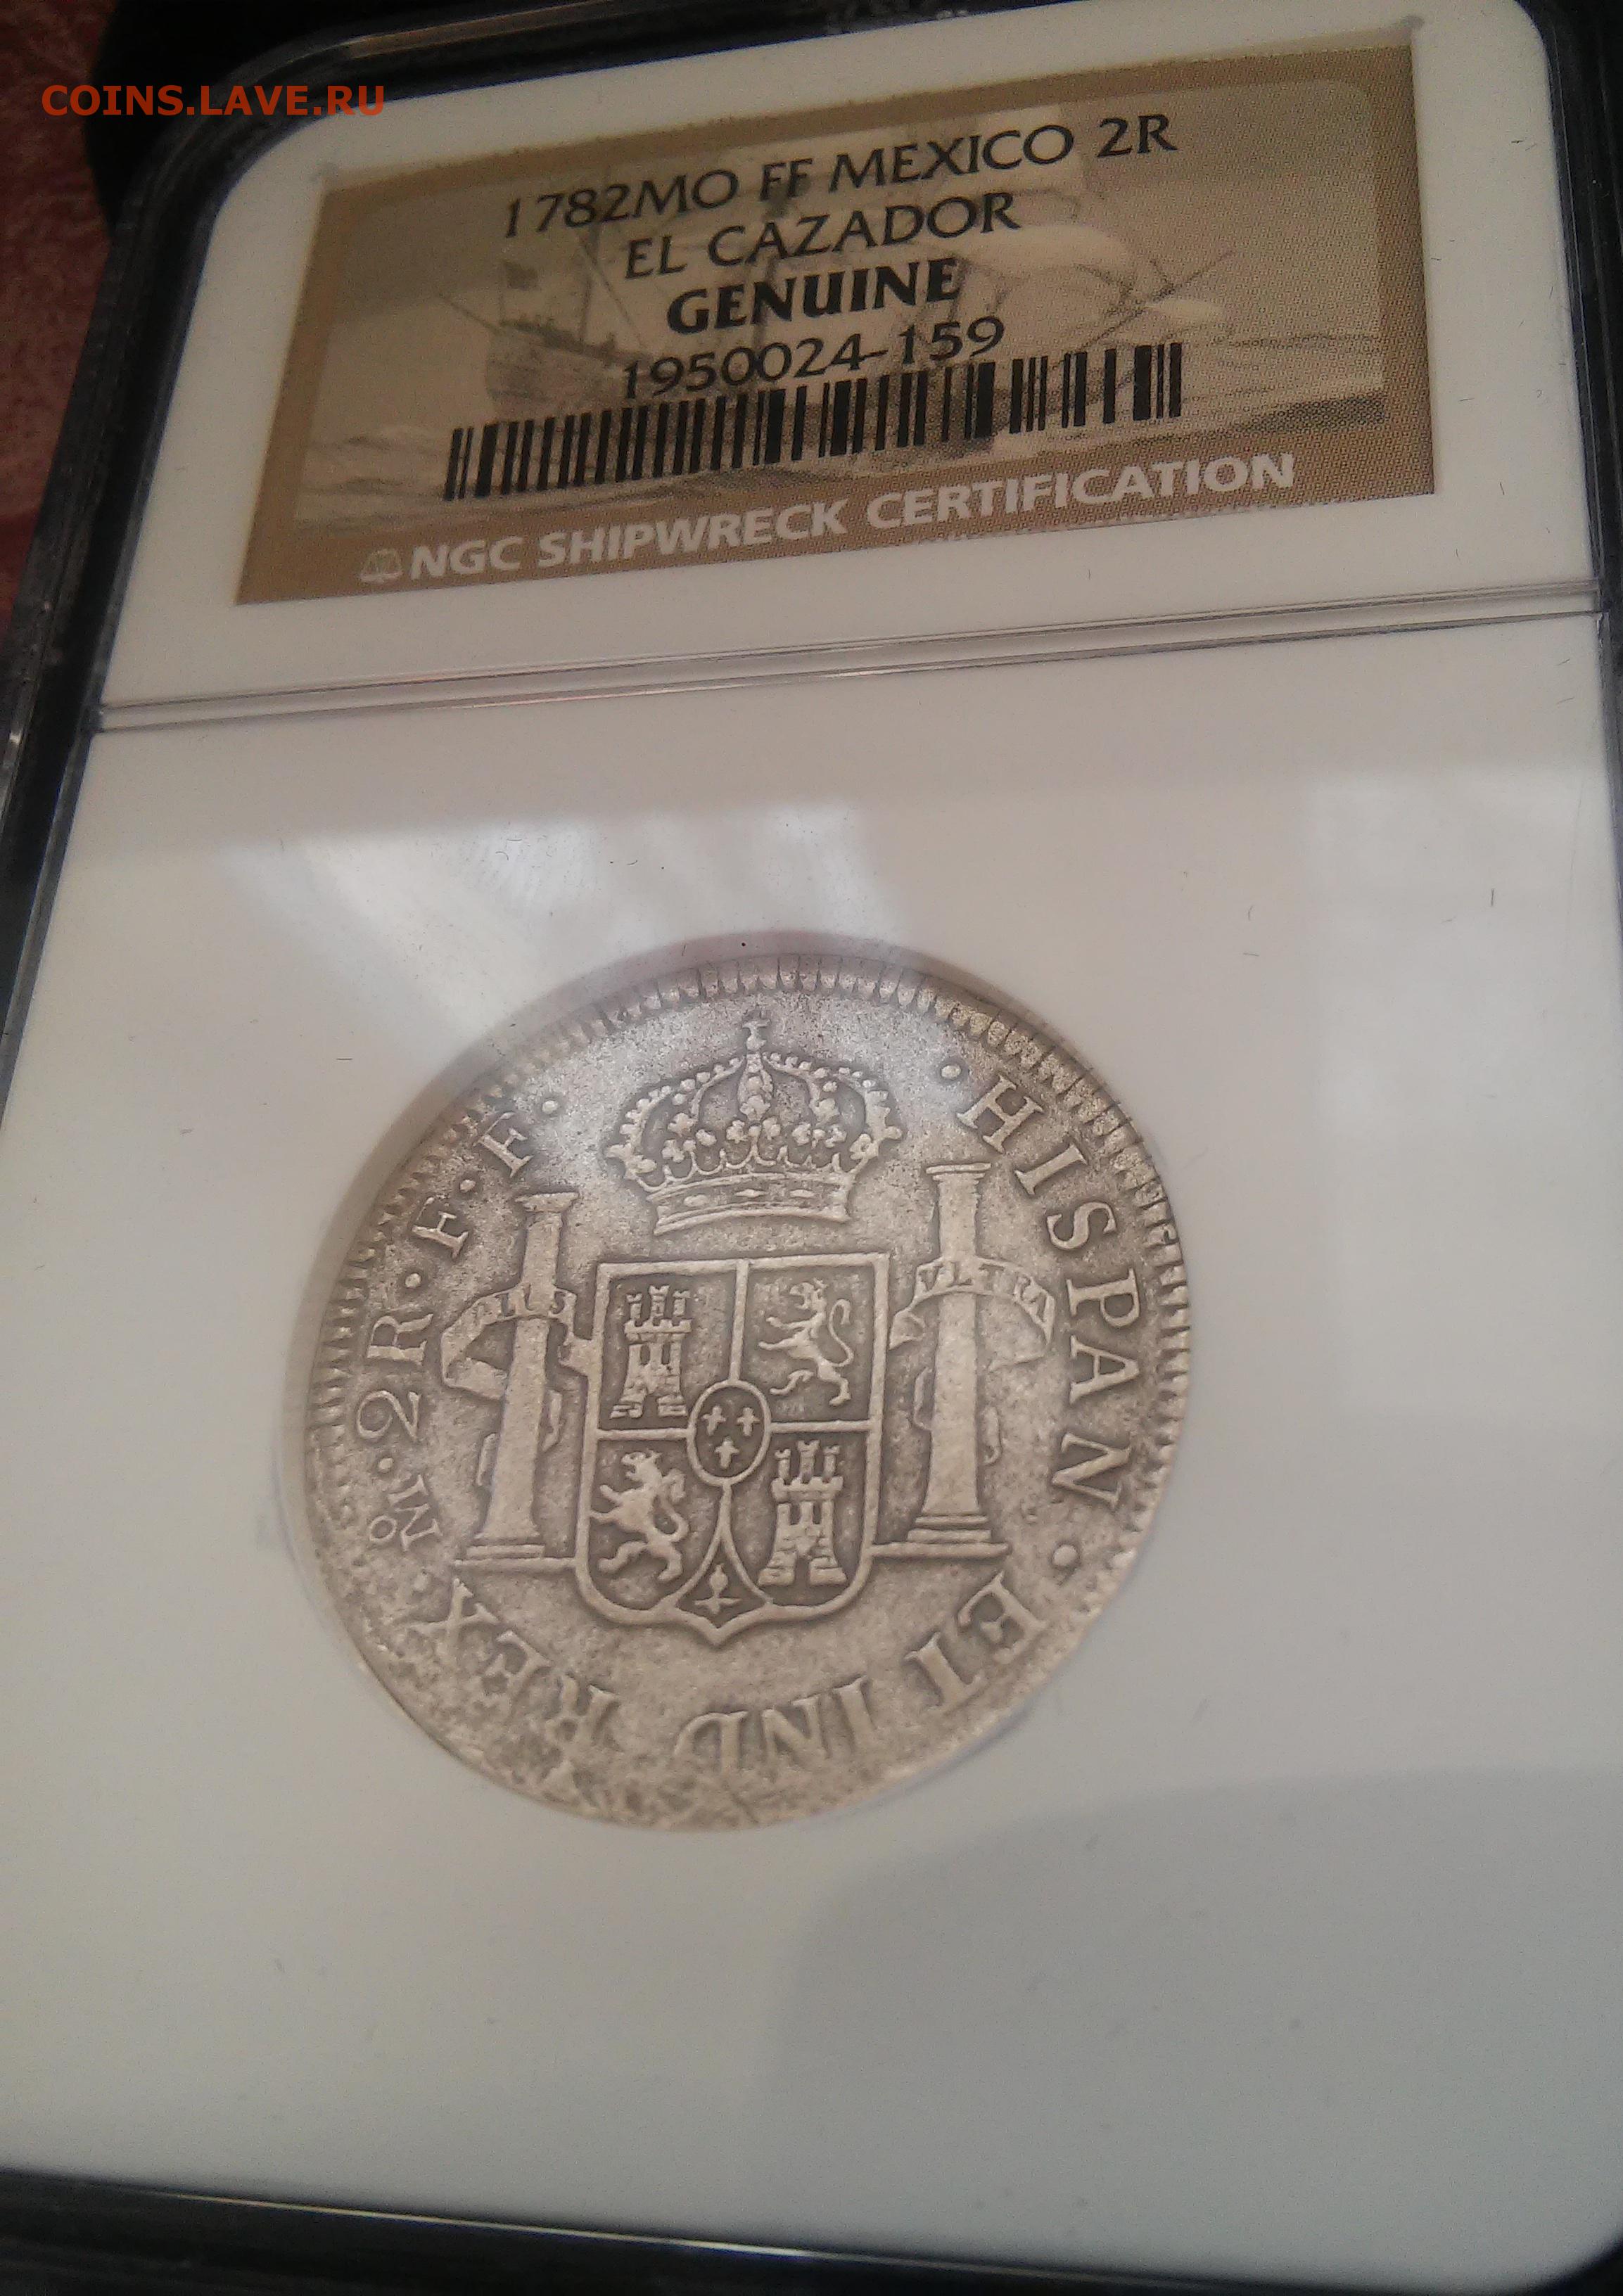 COINS.LAVE.RU
1782MO FF MEXICO 2R
EL CAZADOR
GENUINE
1950024-159
NGC SHIPWRECK CERTIFICATION
· HISPAN · ET IND REX · M̊ · 2R · F · F ·
PLUS
VLTRA